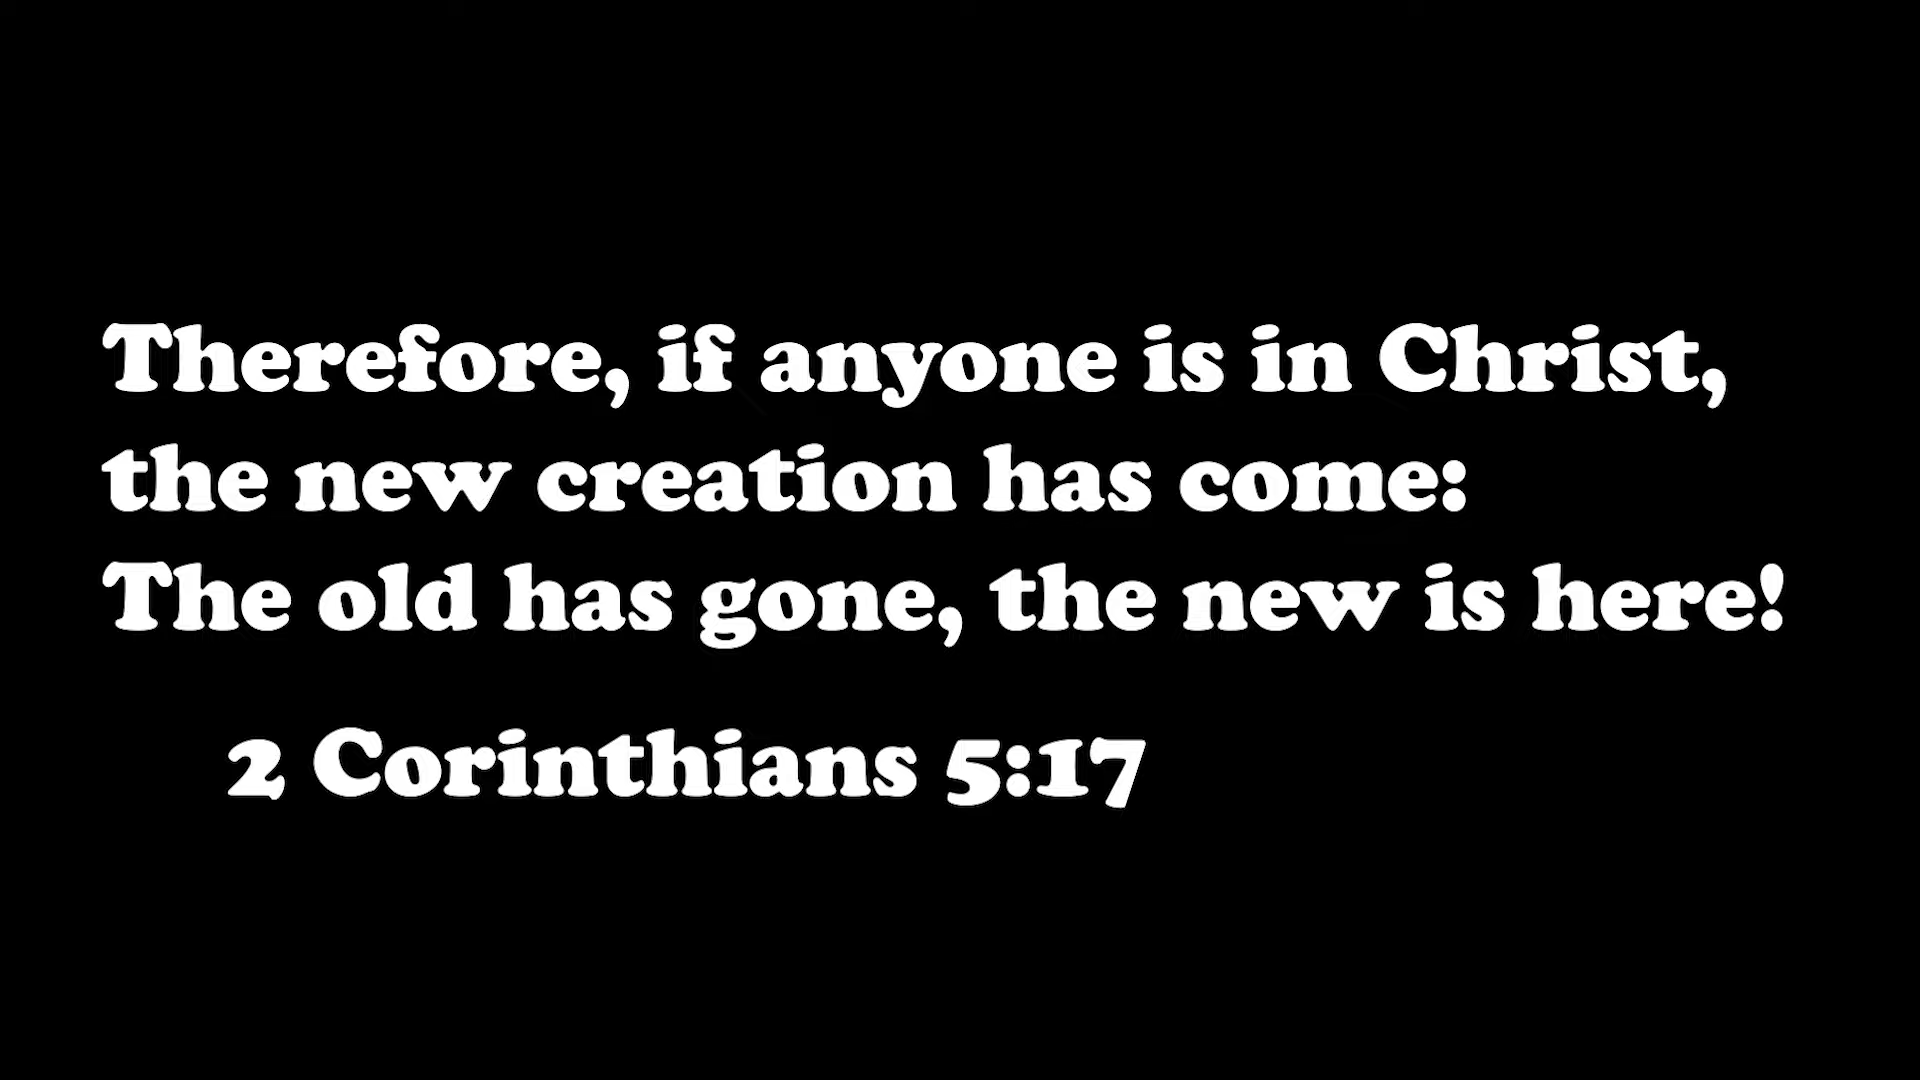 Therefore, if anyone is in Christ,
the new creation has come:
The old has gone, the new is here!
2 Corinthians 5:17